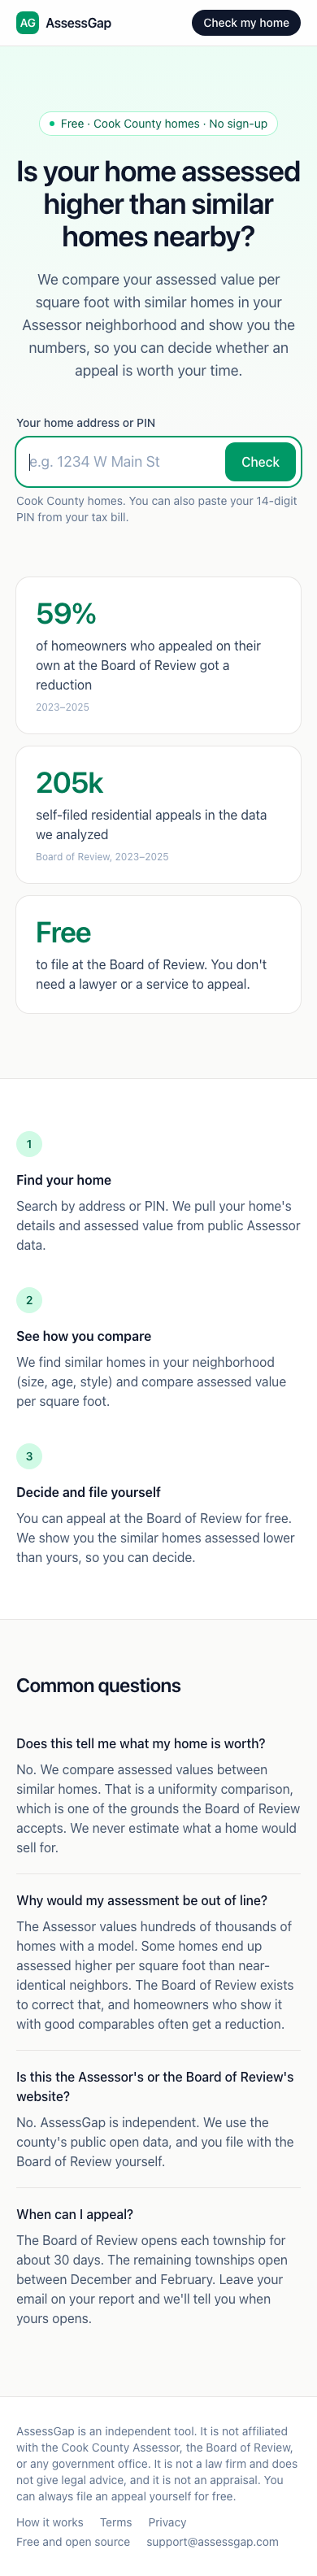 AG AssessGap Check my home
Free · Cook County homes · No sign-up
Is your home assessed
higher than similar
homes nearby?
We compare your assessed value per
square foot with similar homes in your
Assessor neighborhood and show you the
numbers, so you can decide whether an
appeal is worth your time.
Your home address or PIN
e.g. 1234 W Main St Check
Cook County homes. You can also paste your 14-digit
PIN from your tax bill.
59%
of homeowners who appealed on their
own at the Board of Review got a
reduction
2023–2025
205k
self-filed residential appeals in the data
we analyzed
Board of Review, 2023–2025
Free
to file at the Board of Review. You don't
need a lawyer or a service to appeal.
1
Find your home
Search by address or PIN. We pull your home's
details and assessed value from public Assessor
data.
2
See how you compare
We find similar homes in your neighborhood
(size, age, style) and compare assessed value
per square foot.
3
Decide and file yourself
You can appeal at the Board of Review for free.
We show you the similar homes assessed lower
than yours, so you can decide.
Common questions
Does this tell me what my home is worth?
No. We compare assessed values between
similar homes. That is a uniformity comparison,
which is one of the grounds the Board of Review
accepts. We never estimate what a home would
sell for.
Why would my assessment be out of line?
The Assessor values hundreds of thousands of
homes with a model. Some homes end up
assessed higher per square foot than near-
identical neighbors. The Board of Review exists
to correct that, and homeowners who show it
with good comparables often get a reduction.
Is this the Assessor's or the Board of Review's
website?
No. AssessGap is independent. We use the
county's public open data, and you file with the
Board of Review yourself.
When can I appeal?
The Board of Review opens each township for
about 30 days. The remaining townships open
between December and February. Leave your
email on your report and we'll tell you when
yours opens.
AssessGap is an independent tool. It is not affiliated
with the Cook County Assessor, the Board of Review,
or any government office. It is not a law firm and does
not give legal advice, and it is not an appraisal. You
can always file an appeal yourself for free.
How it works Terms Privacy
Free and open source support@assessgap.com